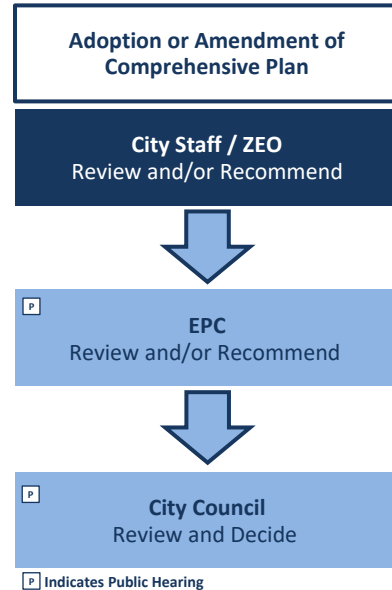 Adoption or Amendment of
Comprehensive Plan
City Staff / ZEO
Review and/or Recommend
P
EPC
Review and/or Recommend
P
City Council
Review and Decide
P Indicates Public Hearing